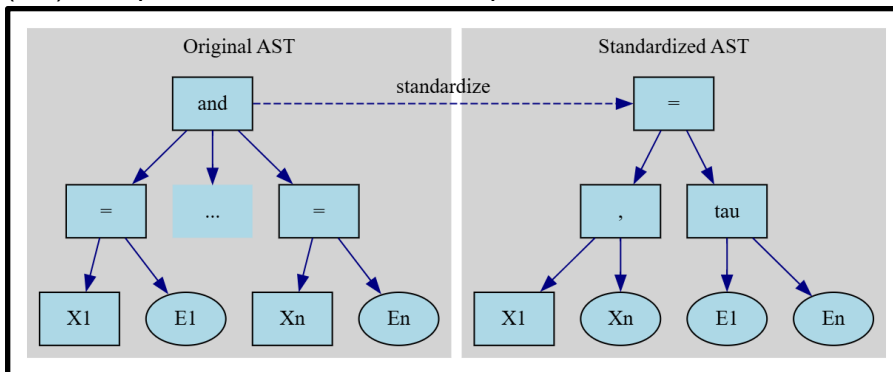 Original AST
Standardized AST
and
standardize
=
=
...
=
,
tau
X1
E1
Xn
En
X1
Xn
E1
En